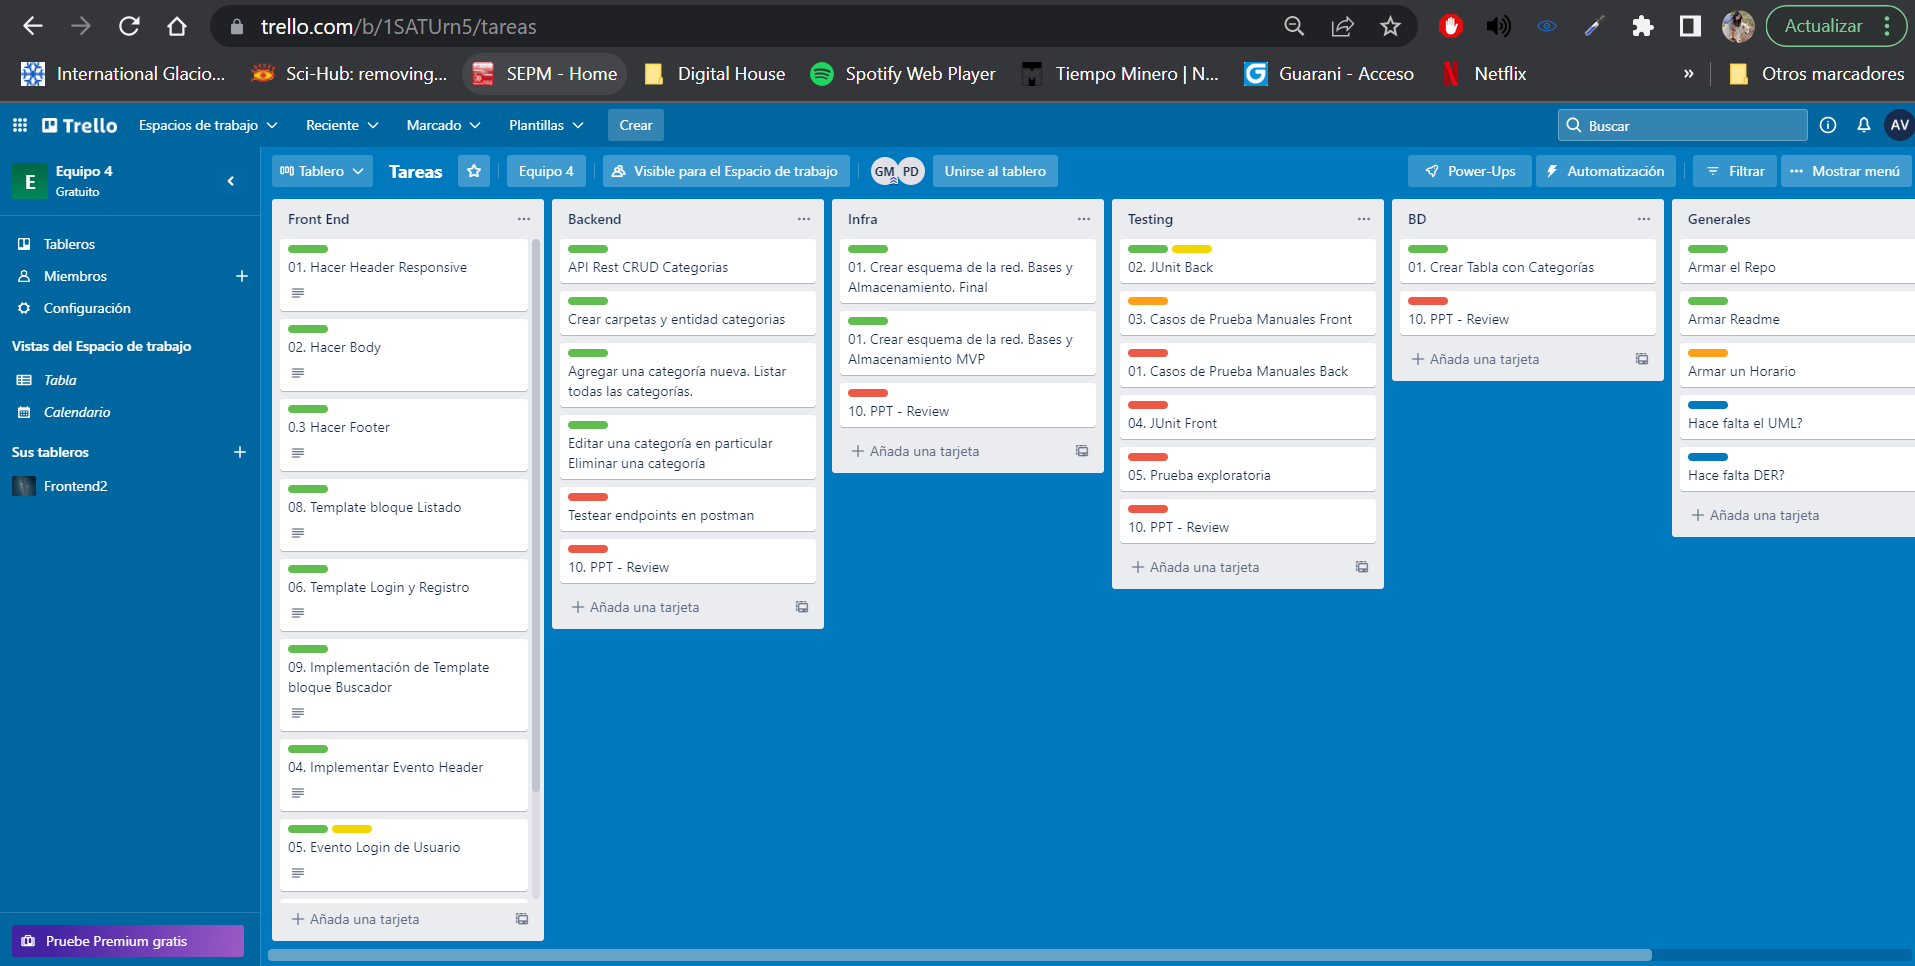 trello.com/b/1SATUrn5/tareas
Actualizar
International Glacio...
Sci-Hub: removing...
SEPM - Home
Digital House
Spotify Web Player
Tiempo Minero | N...
Guarani - Acceso
Netflix
»
Otros marcadores
Trello
Espacios de trabajo
Reciente
Marcado
Plantillas
Crear
Buscar
AV
E
Equipo 4
Gratuito
Tablero
Tareas
Equipo 4
Visible para el Espacio de trabajo
GM
PD
Unirse al tablero
Power-Ups
Automatización
Filtrar
Mostrar menú
Tableros
Miembros
Configuración
Vistas del Espacio de trabajo
Tabla
Calendario
Sus tableros
Frontend2
Pruebe Premium gratis
Front End
01. Hacer Header Responsive
02. Hacer Body
0.3 Hacer Footer
08. Template bloque Listado
06. Template Login y Registro
09. Implementación de Template
bloque Buscador
04. Implementar Evento Header
05. Evento Login de Usuario
Añada una tarjeta
Backend
API Rest CRUD Categorias
Crear carpetas y entidad categorias
Agregar una categoría nueva. Listar
todas las categorías.
Editar una categoría en particular
Eliminar una categoría
Testear endpoints en postman
10. PPT - Review
Añada una tarjeta
Infra
01. Crear esquema de la red. Bases y
Almacenamiento. Final
01. Crear esquema de la red. Bases y
Almacenamiento MVP
10. PPT - Review
Añada una tarjeta
Testing
02. JUnit Back
03. Casos de Prueba Manuales Front
01. Casos de Prueba Manuales Back
04. JUnit Front
05. Prueba exploratoria
10. PPT - Review
Añada una tarjeta
BD
01. Crear Tabla con Categorías
10. PPT - Review
Añada una tarjeta
Generales
Armar el Repo
Armar Readme
Armar un Horario
Hace falta el UML?
Hace falta DER?
Añada una tarjeta